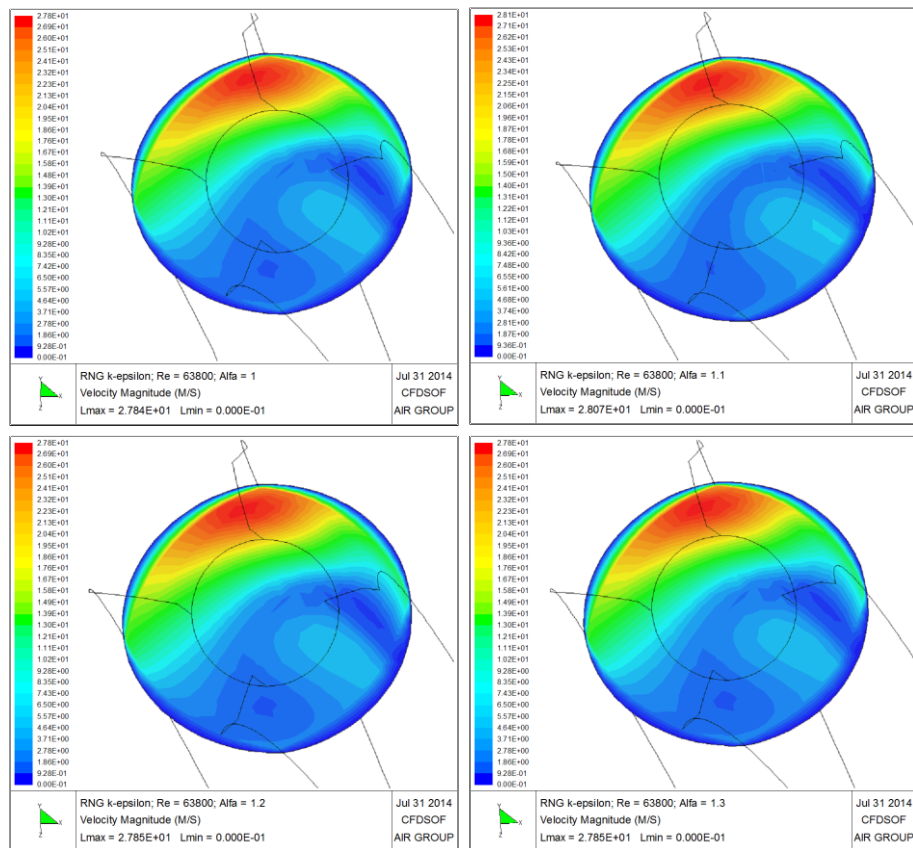 2.78E+01
2.69E+01
2.60E+01
2.51E+01
2.41E+01
2.32E+01
2.23E+01
2.14E+01
2.04E+01
1.95E+01
1.86E+01
1.76E+01
1.67E+01
1.58E+01
1.48E+01
1.39E+01
1.30E+01
1.21E+01
1.11E+01
1.02E+01
9.28E+00
8.35E+00
7.42E+00
6.50E+00
5.57E+00
4.64E+00
3.71E+00
2.78E+00
1.86E+00
9.28E-01
0.00E-01
Y
X
Z
RNG k-epsilon; Re = 63800; Alfa = 1
Velocity Magnitude (M/S)
Lmax = 2.784E+01 Lmin = 0.000E-01
Jul 31 2014
CFDSOF
AIR GROUP
2.81E+01
2.71E+01
2.62E+01
2.53E+01
2.43E+01
2.34E+01
2.25E+01
2.15E+01
2.06E+01
1.96E+01
1.87E+01
1.78E+01
1.68E+01
1.59E+01
1.50E+01
1.40E+01
1.31E+01
1.22E+01
1.12E+01
1.03E+01
9.36E+00
8.42E+00
7.48E+00
6.55E+00
5.61E+00
4.68E+00
3.74E+00
2.81E+00
1.87E+00
9.36E-01
0.00E-01
Y
X
Z
RNG k-epsilon; Re = 63800; Alfa = 1.1
Velocity Magnitude (M/S)
Lmax = 2.807E+01 Lmin = 0.000E-01
Jul 31 2014
CFDSOF
AIR GROUP
2.78E+01
2.69E+01
2.60E+01
2.51E+01
2.41E+01
2.32E+01
2.23E+01
2.14E+01
2.04E+01
1.95E+01
1.86E+01
1.76E+01
1.67E+01
1.58E+01
1.49E+01
1.39E+01
1.30E+01
1.21E+01
1.11E+01
1.02E+01
9.28E+00
8.35E+00
7.43E+00
6.50E+00
5.57E+00
4.64E+00
3.71E+00
2.78E+00
1.86E+00
9.28E-01
0.00E-01
Y
X
Z
RNG k-epsilon; Re = 63800; Alfa = 1.2
Velocity Magnitude (M/S)
Lmax = 2.785E+01 Lmin = 0.000E-01
Jul 31 2014
CFDSOF
AIR GROUP
2.78E+01
2.69E+01
2.60E+01
2.51E+01
2.41E+01
2.32E+01
2.23E+01
2.14E+01
2.04E+01
1.95E+01
1.86E+01
1.76E+01
1.67E+01
1.58E+01
1.49E+01
1.39E+01
1.30E+01
1.21E+01
1.11E+01
1.02E+01
9.28E+00
8.35E+00
7.43E+00
6.50E+00
5.57E+00
4.64E+00
3.71E+00
2.78E+00
1.86E+00
9.28E-01
0.00E-01
Y
X
Z
RNG k-epsilon; Re = 63800; Alfa = 1.3
Velocity Magnitude (M/S)
Lmax = 2.785E+01 Lmin = 0.000E-01
Jul 31 2014
CFDSOF
AIR GROUP